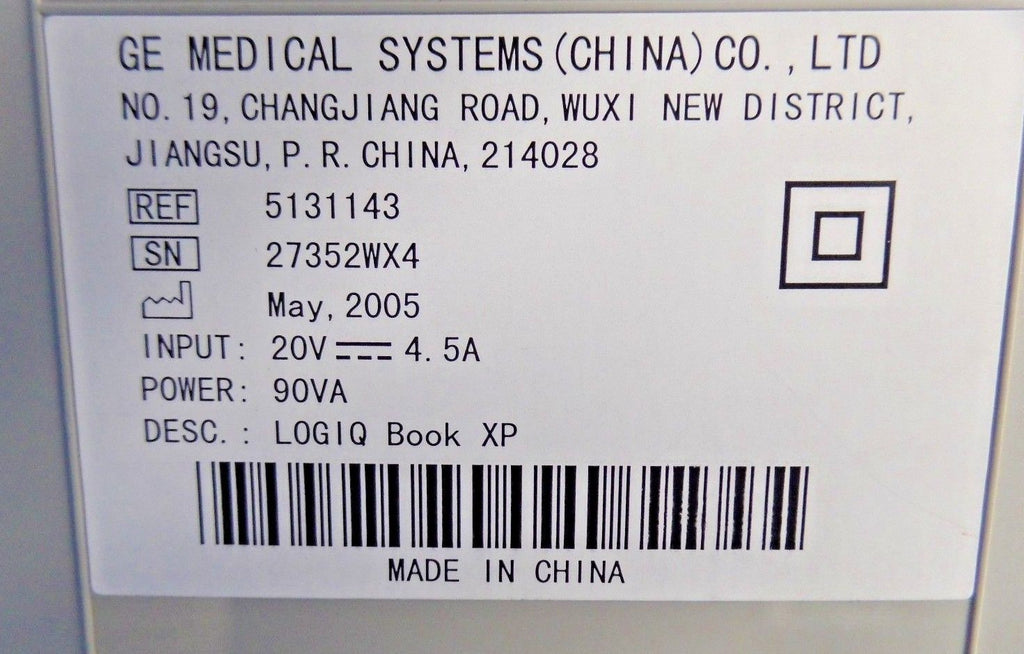 GE MEDICAL SYSTEMS(CHINA)CO.,LTD
NO.19,CHANGJIANG ROAD,WUXI NEW DISTRICT,
JIANGSU,P.R.CHINA,214028
REF 5131143
SN 27352WX4
May,2005
INPUT: 20V⎓4.5A
POWER: 90VA
DESC.: LOGIQ Book XP
MADE IN CHINA